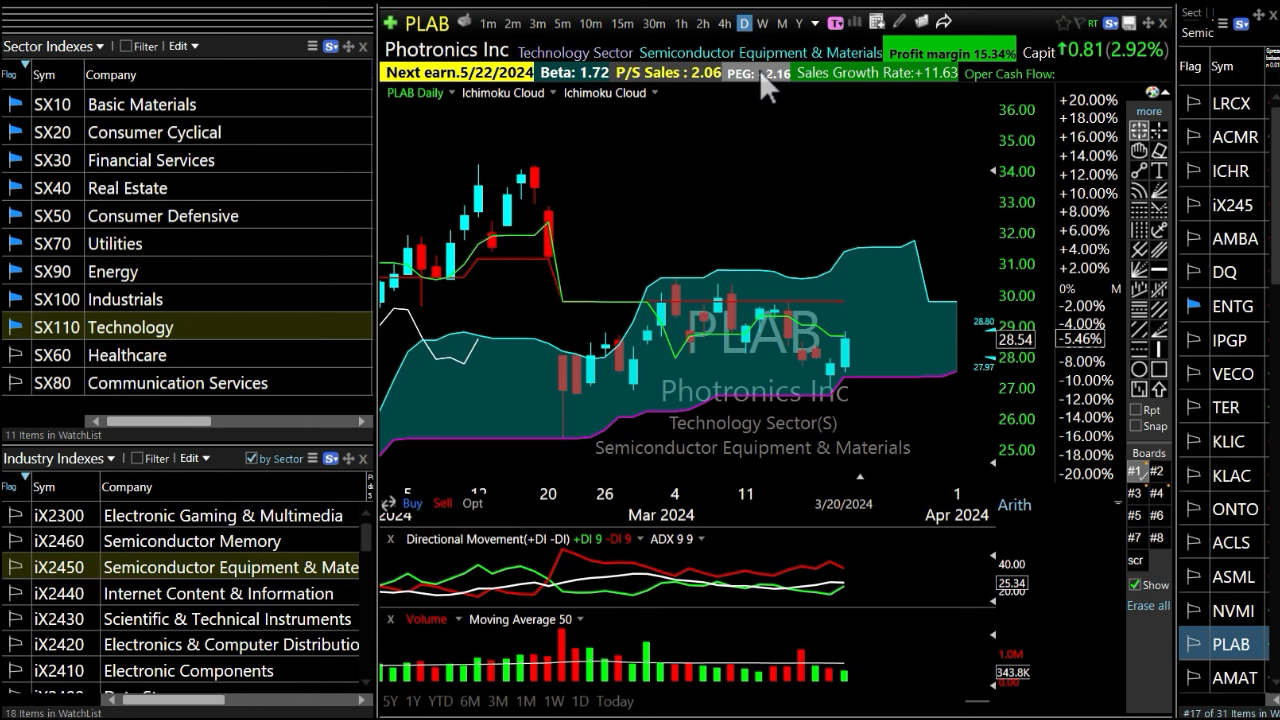 Sector Indexes
Filter
Edit
Flag Sym Company
SX10 Basic Materials
SX20 Consumer Cyclical
SX30 Financial Services
SX40 Real Estate
SX50 Consumer Defensive
SX70 Utilities
SX90 Energy
SX100 Industrials
SX110 Technology
SX60 Healthcare
SX80 Communication Services
11 Items in WatchList
Industry Indexes
Filter
Edit
by Sector
Flag Sym Company
iX2300 Electronic Gaming & Multimedia
iX2460 Semiconductor Memory
iX2450 Semiconductor Equipment & Mate
iX2440 Internet Content & Information
iX2430 Scientific & Technical Instruments
iX2420 Electronics & Computer Distributio
iX2410 Electronic Components
18 Items in WatchList
PLAB 1m 2m 3m 5m 10m 15m 30m 1h 2h 4h D W M Y
RT
Photronics Inc Technology Sector Semiconductor Equipment & Materials Profit margin 15.34% Capit 0.81 (2.92%)
Next earn.5/22/2024 Beta: 1.72 P/S Sales : 2.06 PEG: 2.16 Sales Growth Rate:+11.63 Oper Cash Flow:
PLAB Daily Ichimoku Cloud Ichimoku Cloud
36.00
35.00
34.00
33.00
32.00
31.00
30.00
29.00
28.80
28.54
28.00
27.97
27.00
26.00
25.00
+20.00%
+18.00%
+16.00%
+14.00%
+12.00%
+10.00%
+8.00%
+6.00%
+4.00%
+2.00%
0% M
-2.00%
-4.00%
-5.46%
-8.00%
-10.00%
-12.00%
-14.00%
-16.00%
-18.00%
-20.00%
PLAB
Photronics Inc
Technology Sector(S)
Semiconductor Equipment & Materials
5 12 20 26 4 11 3/20/2024 1
2024 Mar 2024 Apr 2024
Buy Sell Opt
Arith
Directional Movement(+DI -DI) +DI 9 -DI 9 ADX 9 9
40.00
25.34
20.00
X Volume Moving Average 50
1.0M
343.8K
0.00
5Y 1Y YTD 6M 3M 1M 1W 1D Today
more
Rpt
Snap
Boards
#1 #2
#3 #4
#5 #6
#7 #8
scr
Show
Erase all
Sect
Semic
Flag Sym
LRCX
ACMR
ICHR
iX245
AMBA
DQ
ENTG
IPGP
VECO
TER
KLIC
KLAC
ONTO
ACLS
ASML
NVMI
PLAB
AMAT
#17 of 31 Items in W